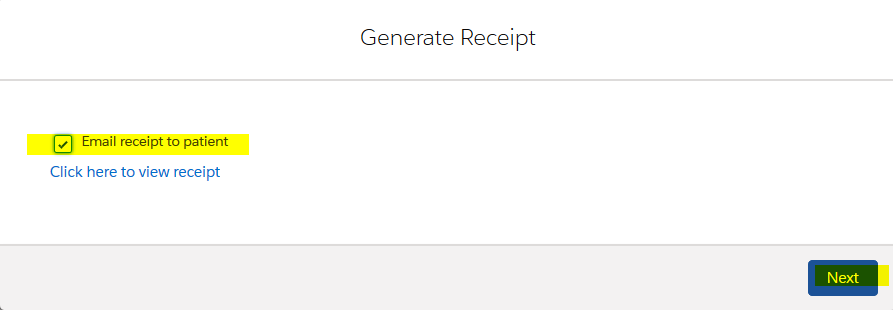 Generate Receipt
Email receipt to patient
Click here to view receipt
Next